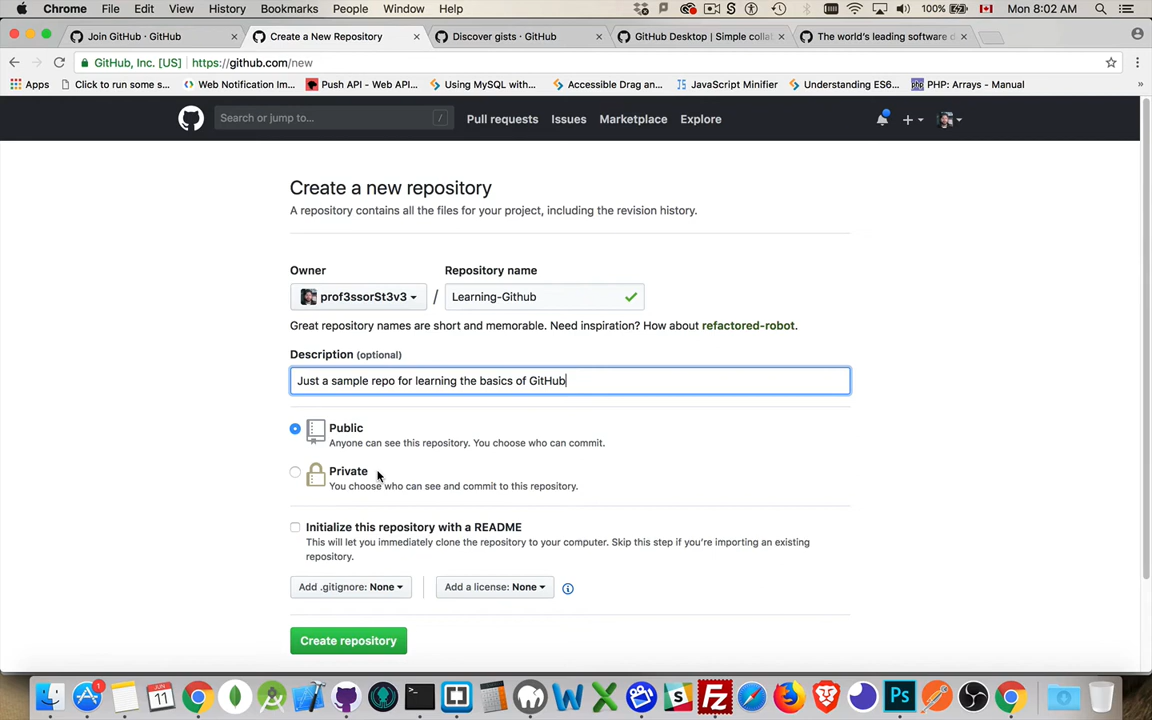 Chrome File Edit View History Bookmarks People Window Help 100% Mon 8:02 AM
Join GitHub · GitHub × Create a New Repository × Discover gists · GitHub × GitHub Desktop | Simple collab × The world's leading software d ×
GitHub, Inc. [US] https://github.com/new
Apps Click to run some s... Web Notification Im... Push API - Web API... Using MySQL with... Accessible Drag an... JavaScript Minifier Understanding ES6... PHP: Arrays - Manual »
Search or jump to... / Pull requests Issues Marketplace Explore
Create a new repository
A repository contains all the files for your project, including the revision history.
Owner Repository name
prof3ssorSt3v3 / Learning-Github
Great repository names are short and memorable. Need inspiration? How about refactored-robot.
Description (optional)
Just a sample repo for learning the basics of GitHub
Public
Anyone can see this repository. You choose who can commit.
Private
You choose who can see and commit to this repository.
Initialize this repository with a README
This will let you immediately clone the repository to your computer. Skip this step if you're importing an existing
repository.
Add .gitignore: None Add a license: None
Create repository